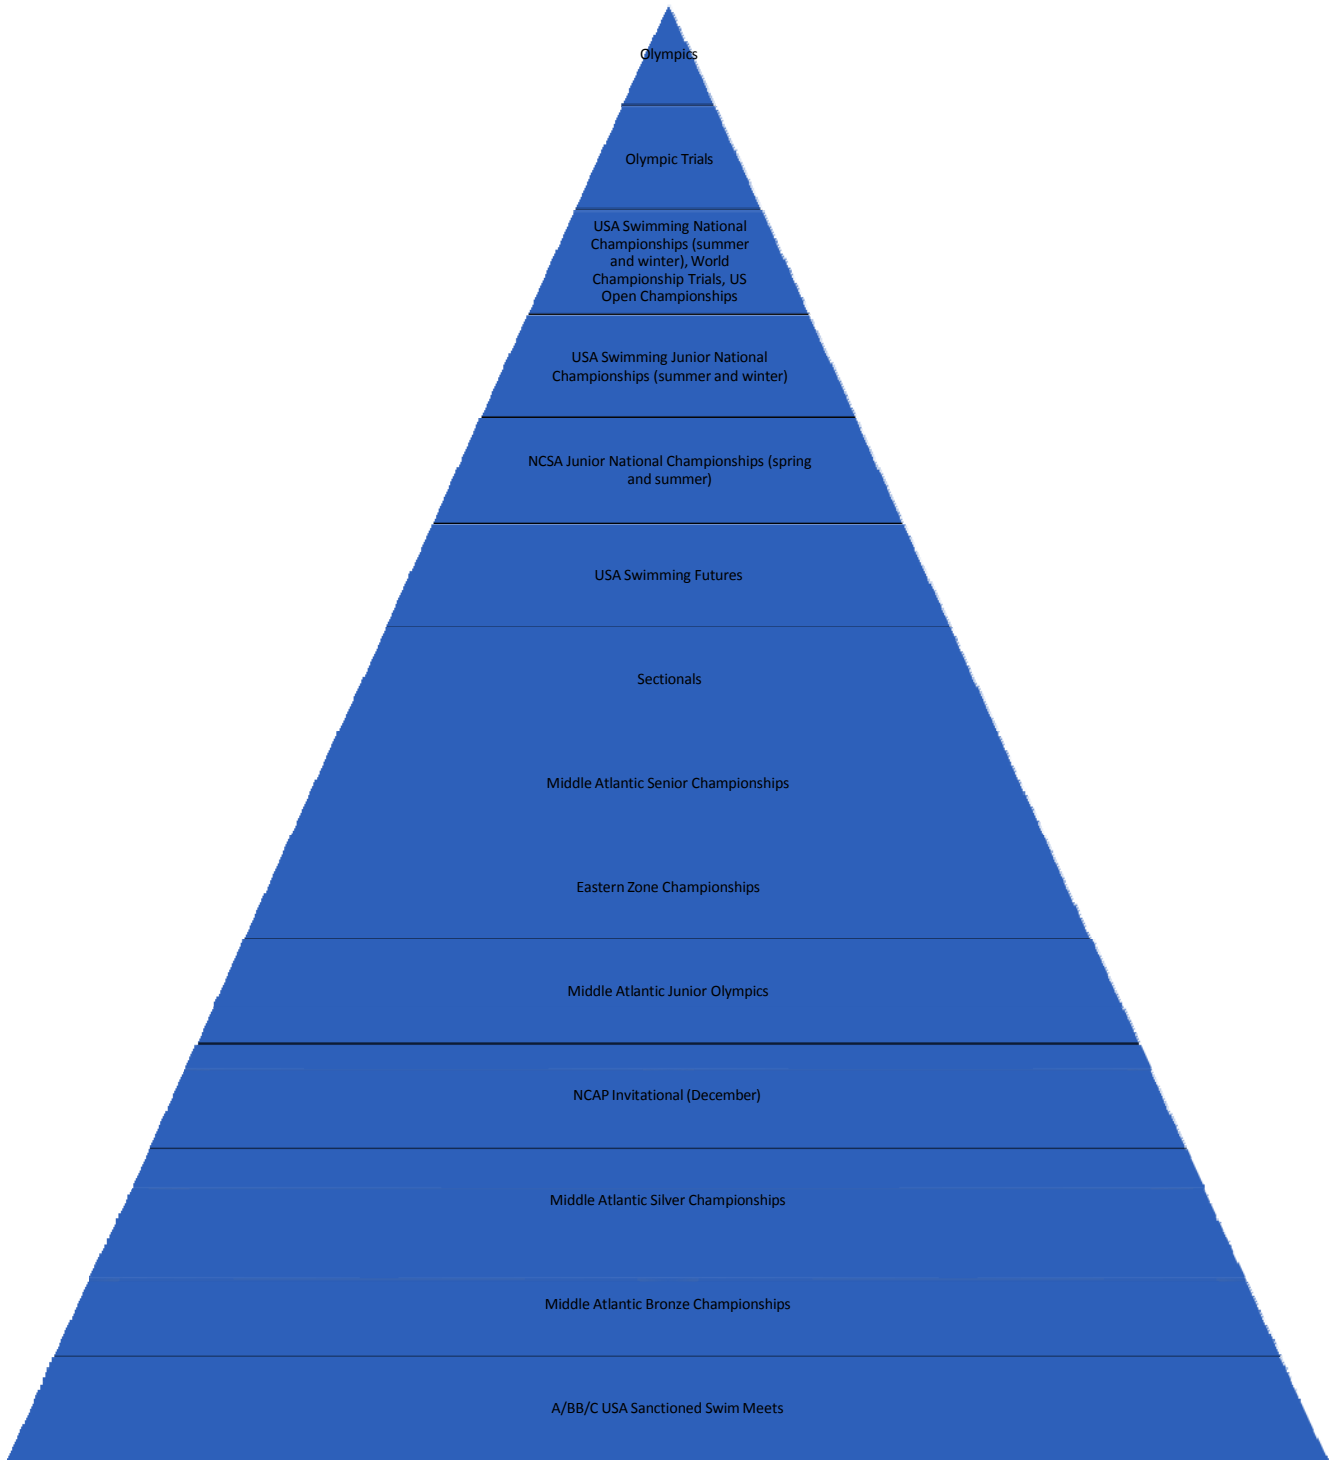 Olympics
Olympic Trials
USA Swimming National
Championships (summer
and winter), World
Championship Trials, US
Open Championships
USA Swimming Junior National
Championships (summer and winter)
NCSA Junior National Championships (spring
and summer)
USA Swimming Futures
Sectionals
Middle Atlantic Senior Championships
Eastern Zone Championships
Middle Atlantic Junior Olympics
NCAP Invitational (December)
Middle Atlantic Silver Championships
Middle Atlantic Bronze Championships
A/BB/C USA Sanctioned Swim Meets